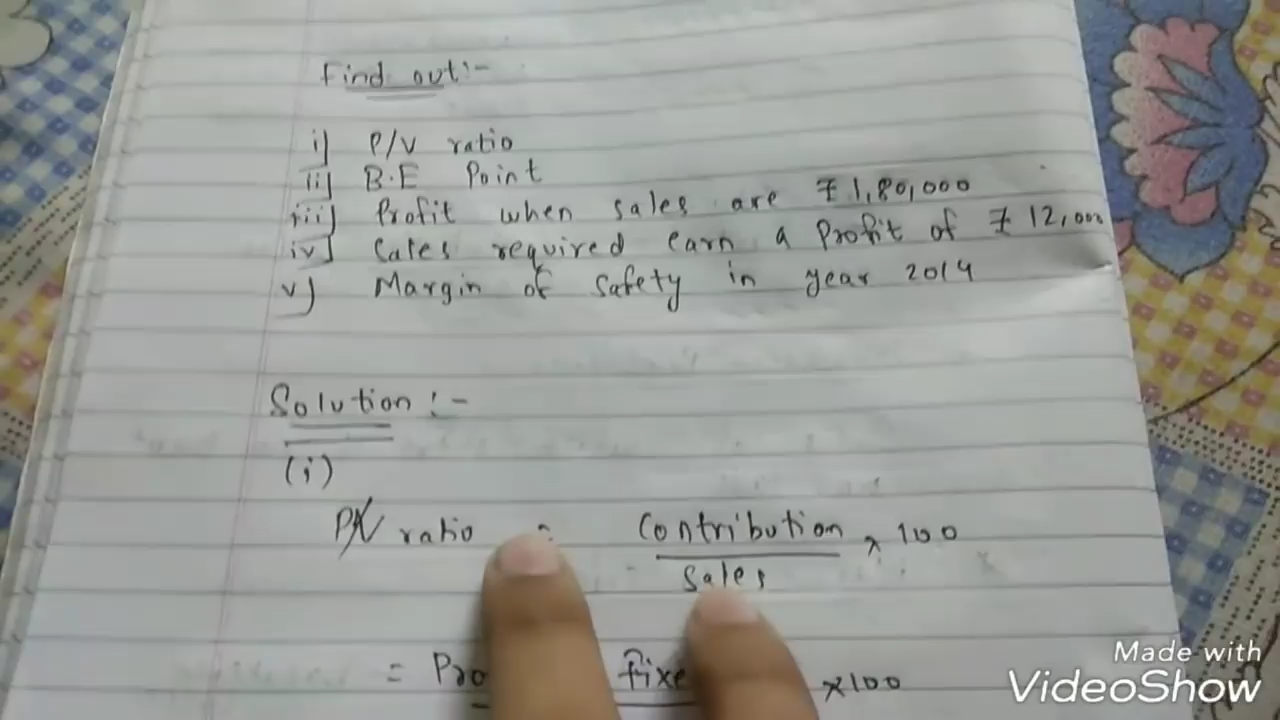 Find out:-
i) P/V ratio
ii) B.E Point
iii) Profit when sales are ₹ 1,80,000
iv) Sales required earn a Profit of ₹ 12,000
v) Margin of Safety in year 2014
Solution :-
(i)
P/V ratio = Contribution × 100
Sales
= Pro fixe ×100
Made with
VideoShow